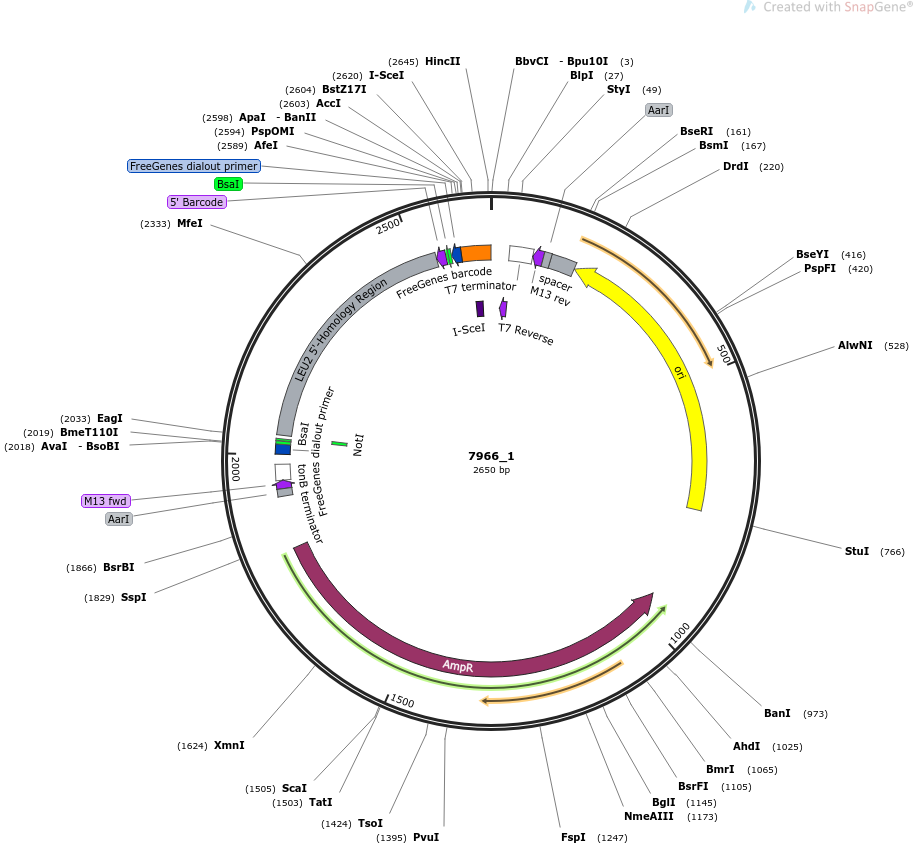 Created with SnapGene®
(2645) HincII
BbvCI - Bpu10I (3)
(2620) I-SceI
BlpI (27)
(2604) BstZ17I
StyI (49)
(2603) AccI
AarI
(2598) ApaI - BanII
(2594) PspOMI
BseRI (161)
(2589) AfeI
BsmI (167)
FreeGenes dialout primer
DrdI (220)
BsaI
5' Barcode
(2333) MfeI
2500
BseYI (416)
PspFI (420)
FreeGenes barcode
T7 terminator
spacer
M13 rev
LEU2 5'-Homology Region
I-SceI
T7 Reverse
500
AlwNI (528)
ori
(2033) EagI
(2019) BmeT110I
(2018) AvaI - BsoBI
BsaI
FreeGenes dialout primer
NotI
7966_1
2650 bp
2000
tonB terminator
M13 fwd
AarI
StuI (766)
(1866) BsrBI
(1829) SspI
1000
AmpR
1500
BanI (973)
(1624) XmnI
AhdI (1025)
BmrI (1065)
BsrFI (1105)
(1505) ScaI
BglI (1145)
(1503) TatI
NmeAIII (1173)
(1424) TsoI
(1395) PvuI
FspI (1247)